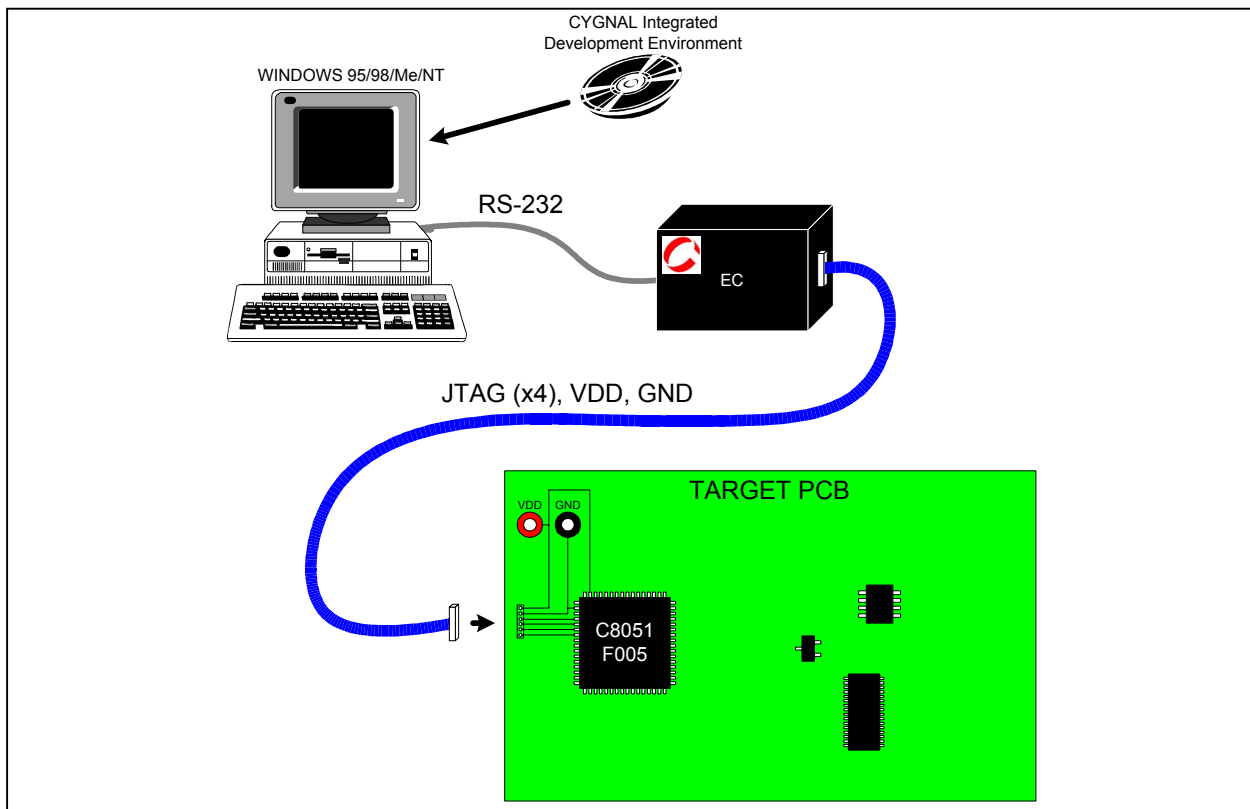 CYGNAL Integrated
Development Environment
WINDOWS 95/98/Me/NT
RS-232
EC
JTAG (x4), VDD, GND
TARGET PCB
VDD GND
C8051
F005